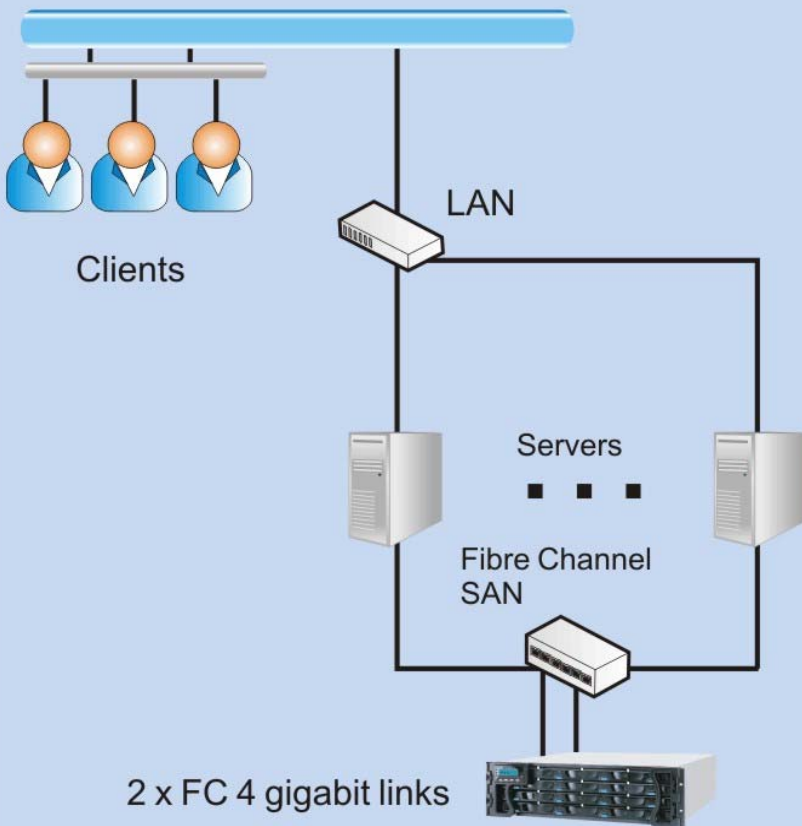 LAN
Clients
Servers
Fibre Channel
SAN
2 x FC 4 gigabit links